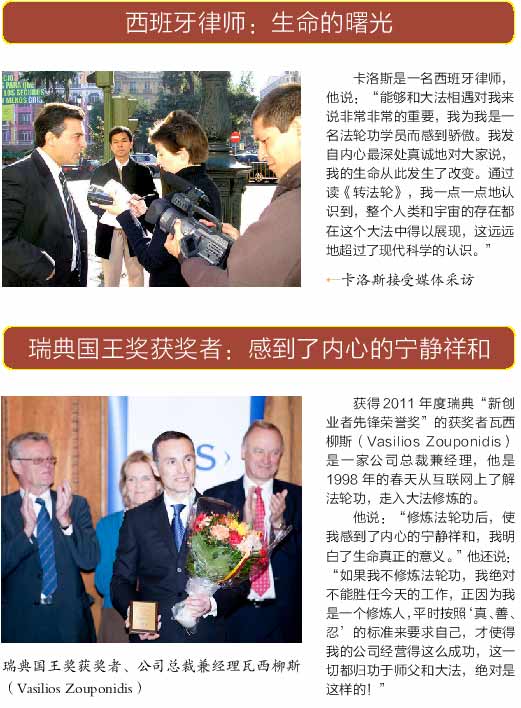 西班牙律师：生命的曙光
PARA QUE
LOS SEGUROS
卡洛斯是一名西班牙律师，
他说：“能够和大法相遇对我来
说非常非常的重要，我为我是一
名法轮功学员而感到骄傲。我发
自内心最深处真诚地对大家说，
我的生命从此发生了改变。通过
读《转法轮》，我一点一点地认
识到，整个人类和宇宙的存在都
在这个大法中得以展现，这远远
地超过了现代科学的认识。”
←卡洛斯接受媒体采访
瑞典国王奖获奖者：感到了内心的宁静祥和
S
获得 2011 年度瑞典“新创
业者先锋荣誉奖”的获奖者瓦西
柳斯（Vasilios Zouponidis）
是一家公司总裁兼经理，他是
1998 年的春天从互联网上了解
法轮功，走入大法修炼的。
他说：“修炼法轮功后，使
我感到了内心的宁静祥和，我明
白了生命真正的意义。”他还说：
“如果我不修炼法轮功，我绝对
不能胜任今天的工作，正因为我
是一个修炼人，平时按照‘真、善、
忍’的标准来要求自己，才使得
我的公司经营得这么成功，这一
切都归功于师父和大法，绝对是
这样的！”
瑞典国王奖获奖者、公司总裁兼经理瓦西柳斯
（Vasilios Zouponidis）